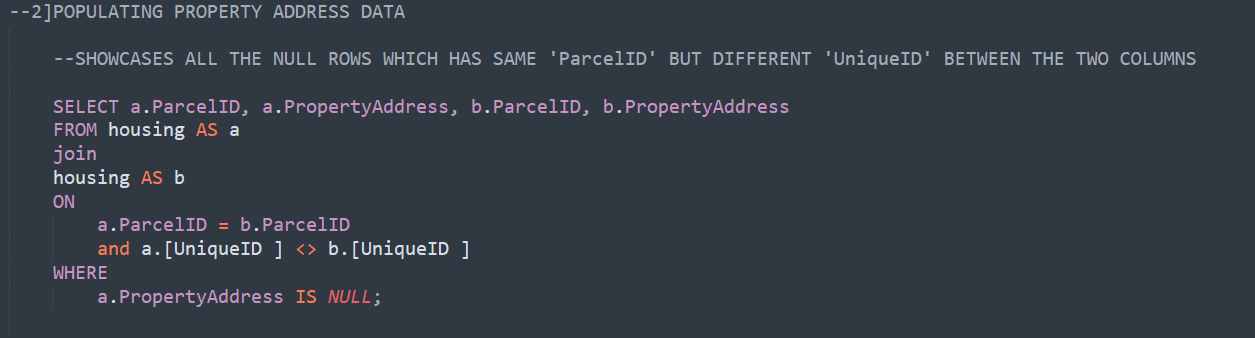 --2]POPULATING PROPERTY ADDRESS DATA
--SHOWCASES ALL THE NULL ROWS WHICH HAS SAME 'ParcelID' BUT DIFFERENT 'UniqueID' BETWEEN THE TWO COLUMNS
SELECT a.ParcelID, a.PropertyAddress, b.ParcelID, b.PropertyAddress
FROM housing AS a
join
housing AS b
ON
a.ParcelID = b.ParcelID
and a.[UniqueID ] <> b.[UniqueID ]
WHERE
a.PropertyAddress IS NULL;